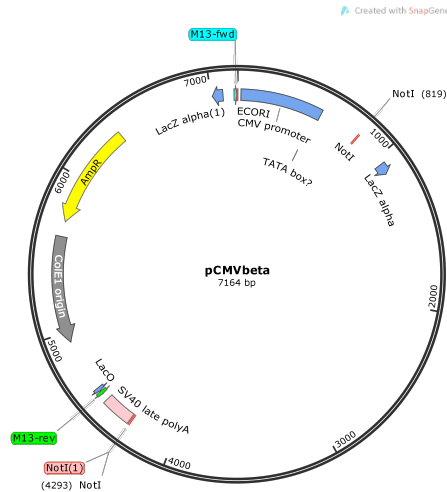 Created with SnapGene
M13-fwd
7000
LacZ alpha(1)
ECORI
CMV promoter
TATA box?
NotI (819)
1000
NotI
LacZ alpha
AmpR
6000
ColE1 origin
pCMVbeta
7164 bp
2000
5000
LacO
SV40 late polyA
M13-rev
NotI(1)
(4293) NotI
4000
3000